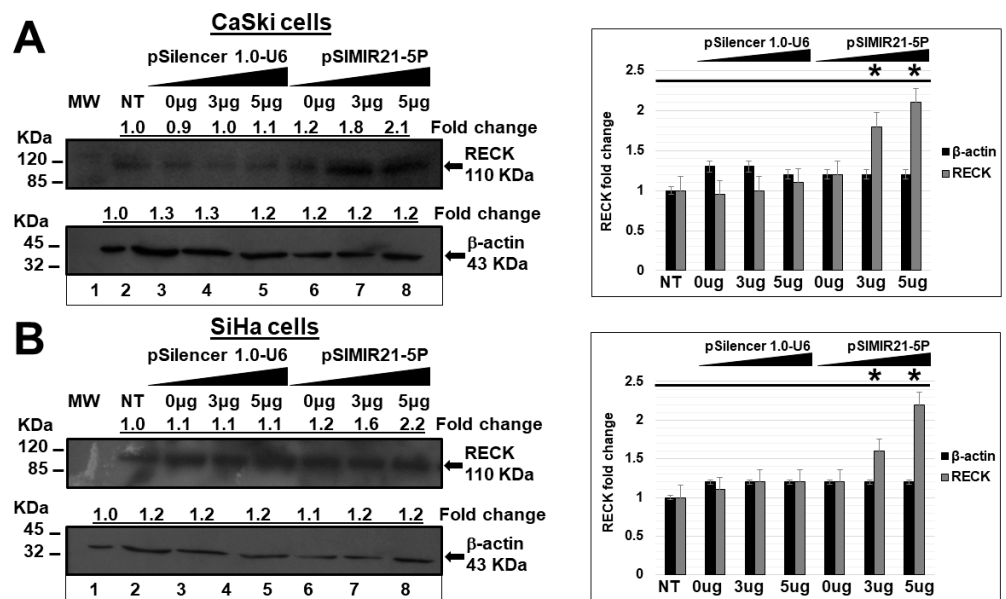 A
CaSki cells
pSilencer 1.0-U6 pSIMIR21-5P
MW NT 0µg 3µg 5µg 0µg 3µg 5µg
1.0 0.9 1.0 1.1 1.2 1.8 2.1 Fold change
KDa
120
85
RECK
110 KDa
1.0 1.3 1.3 1.2 1.2 1.2 1.2 Fold change
KDa
45
32
β-actin
43 KDa
1 2 3 4 5 6 7 8
pSilencer 1.0-U6 pSIMIR21-5P
* *
RECK fold change
2.5
2
1.5
1
0.5
0
NT 0ug 3ug 5ug 0ug 3ug 5ug
β-actin
RECK
B
SiHa cells
pSilencer 1.0-U6 pSIMIR21-5P
MW NT 0µg 3µg 5µg 0µg 3µg 5µg
1.0 1.1 1.1 1.1 1.2 1.6 2.2 Fold change
KDa
120
85
RECK
110 KDa
1.0 1.2 1.2 1.2 1.1 1.2 1.2 Fold change
KDa
45
32
β-actin
43 KDa
1 2 3 4 5 6 7 8
pSilencer 1.0-U6 pSIMIR21-5P
* *
RECK fold change
2.5
2
1.5
1
0.5
0
NT 0ug 3ug 5ug 0ug 3ug 5ug
β-actin
RECK